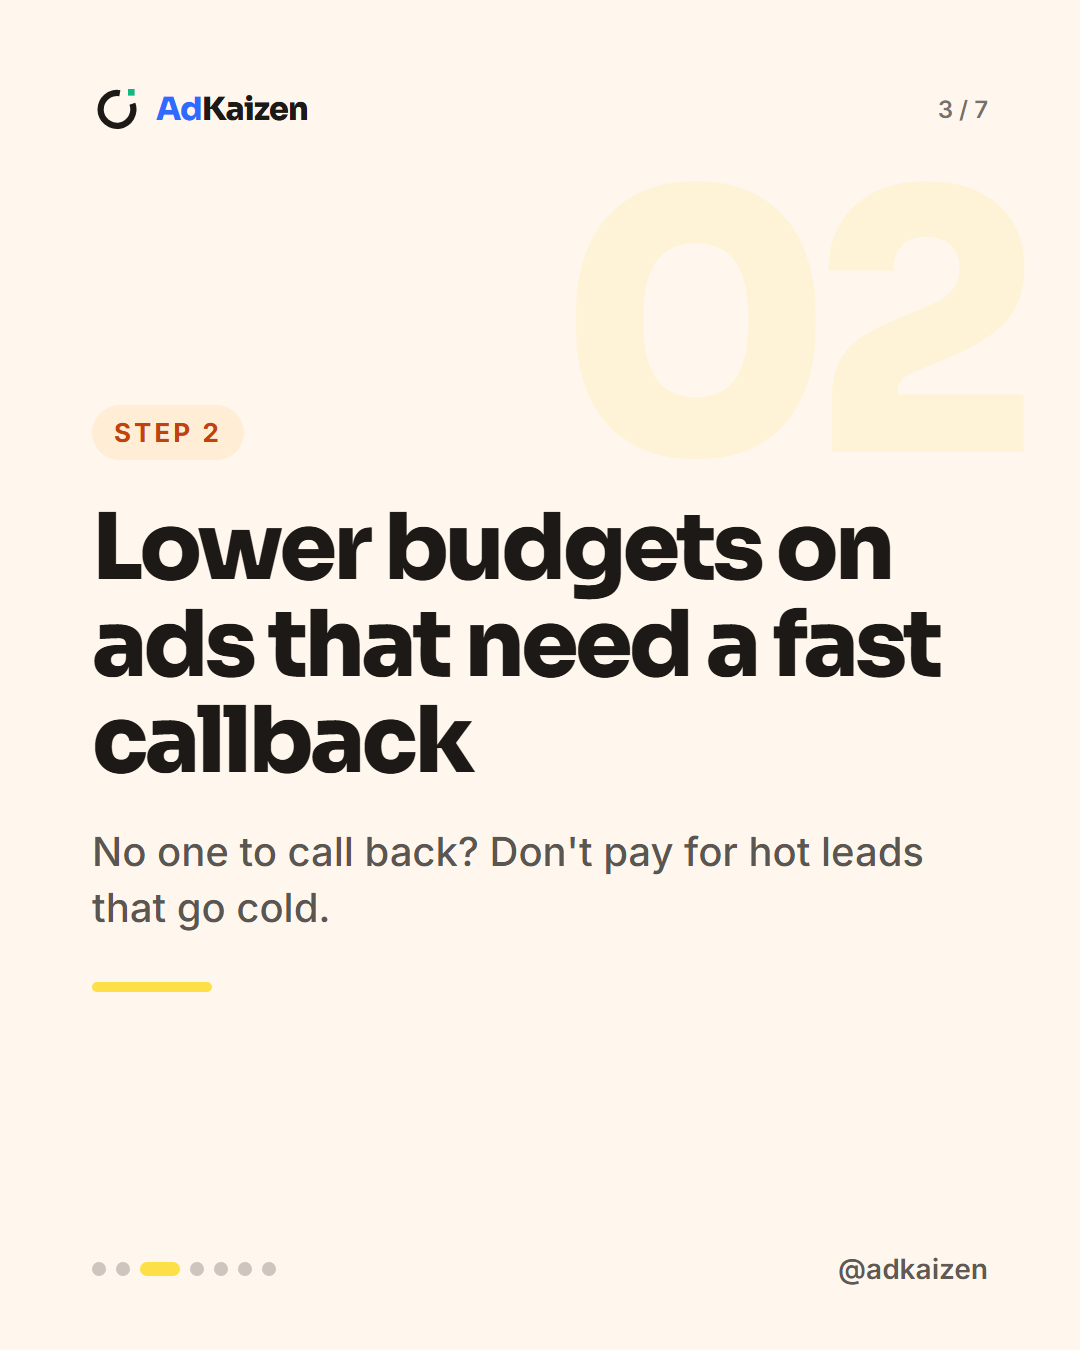 AdKaizen
3 / 7
02
STEP 2
Lower budgets on
ads that need a fast
callback
No one to call back? Don't pay for hot leads
that go cold.
@adkaizen